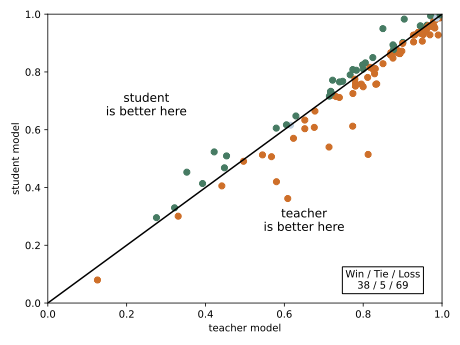 1.0
0.8
0.6
0.4
0.2
0.0
student model
student
is better here
teacher
is better here
Win / Tie / Loss
38 / 5 / 69
0.0 0.2 0.4 0.6 0.8 1.0
teacher model